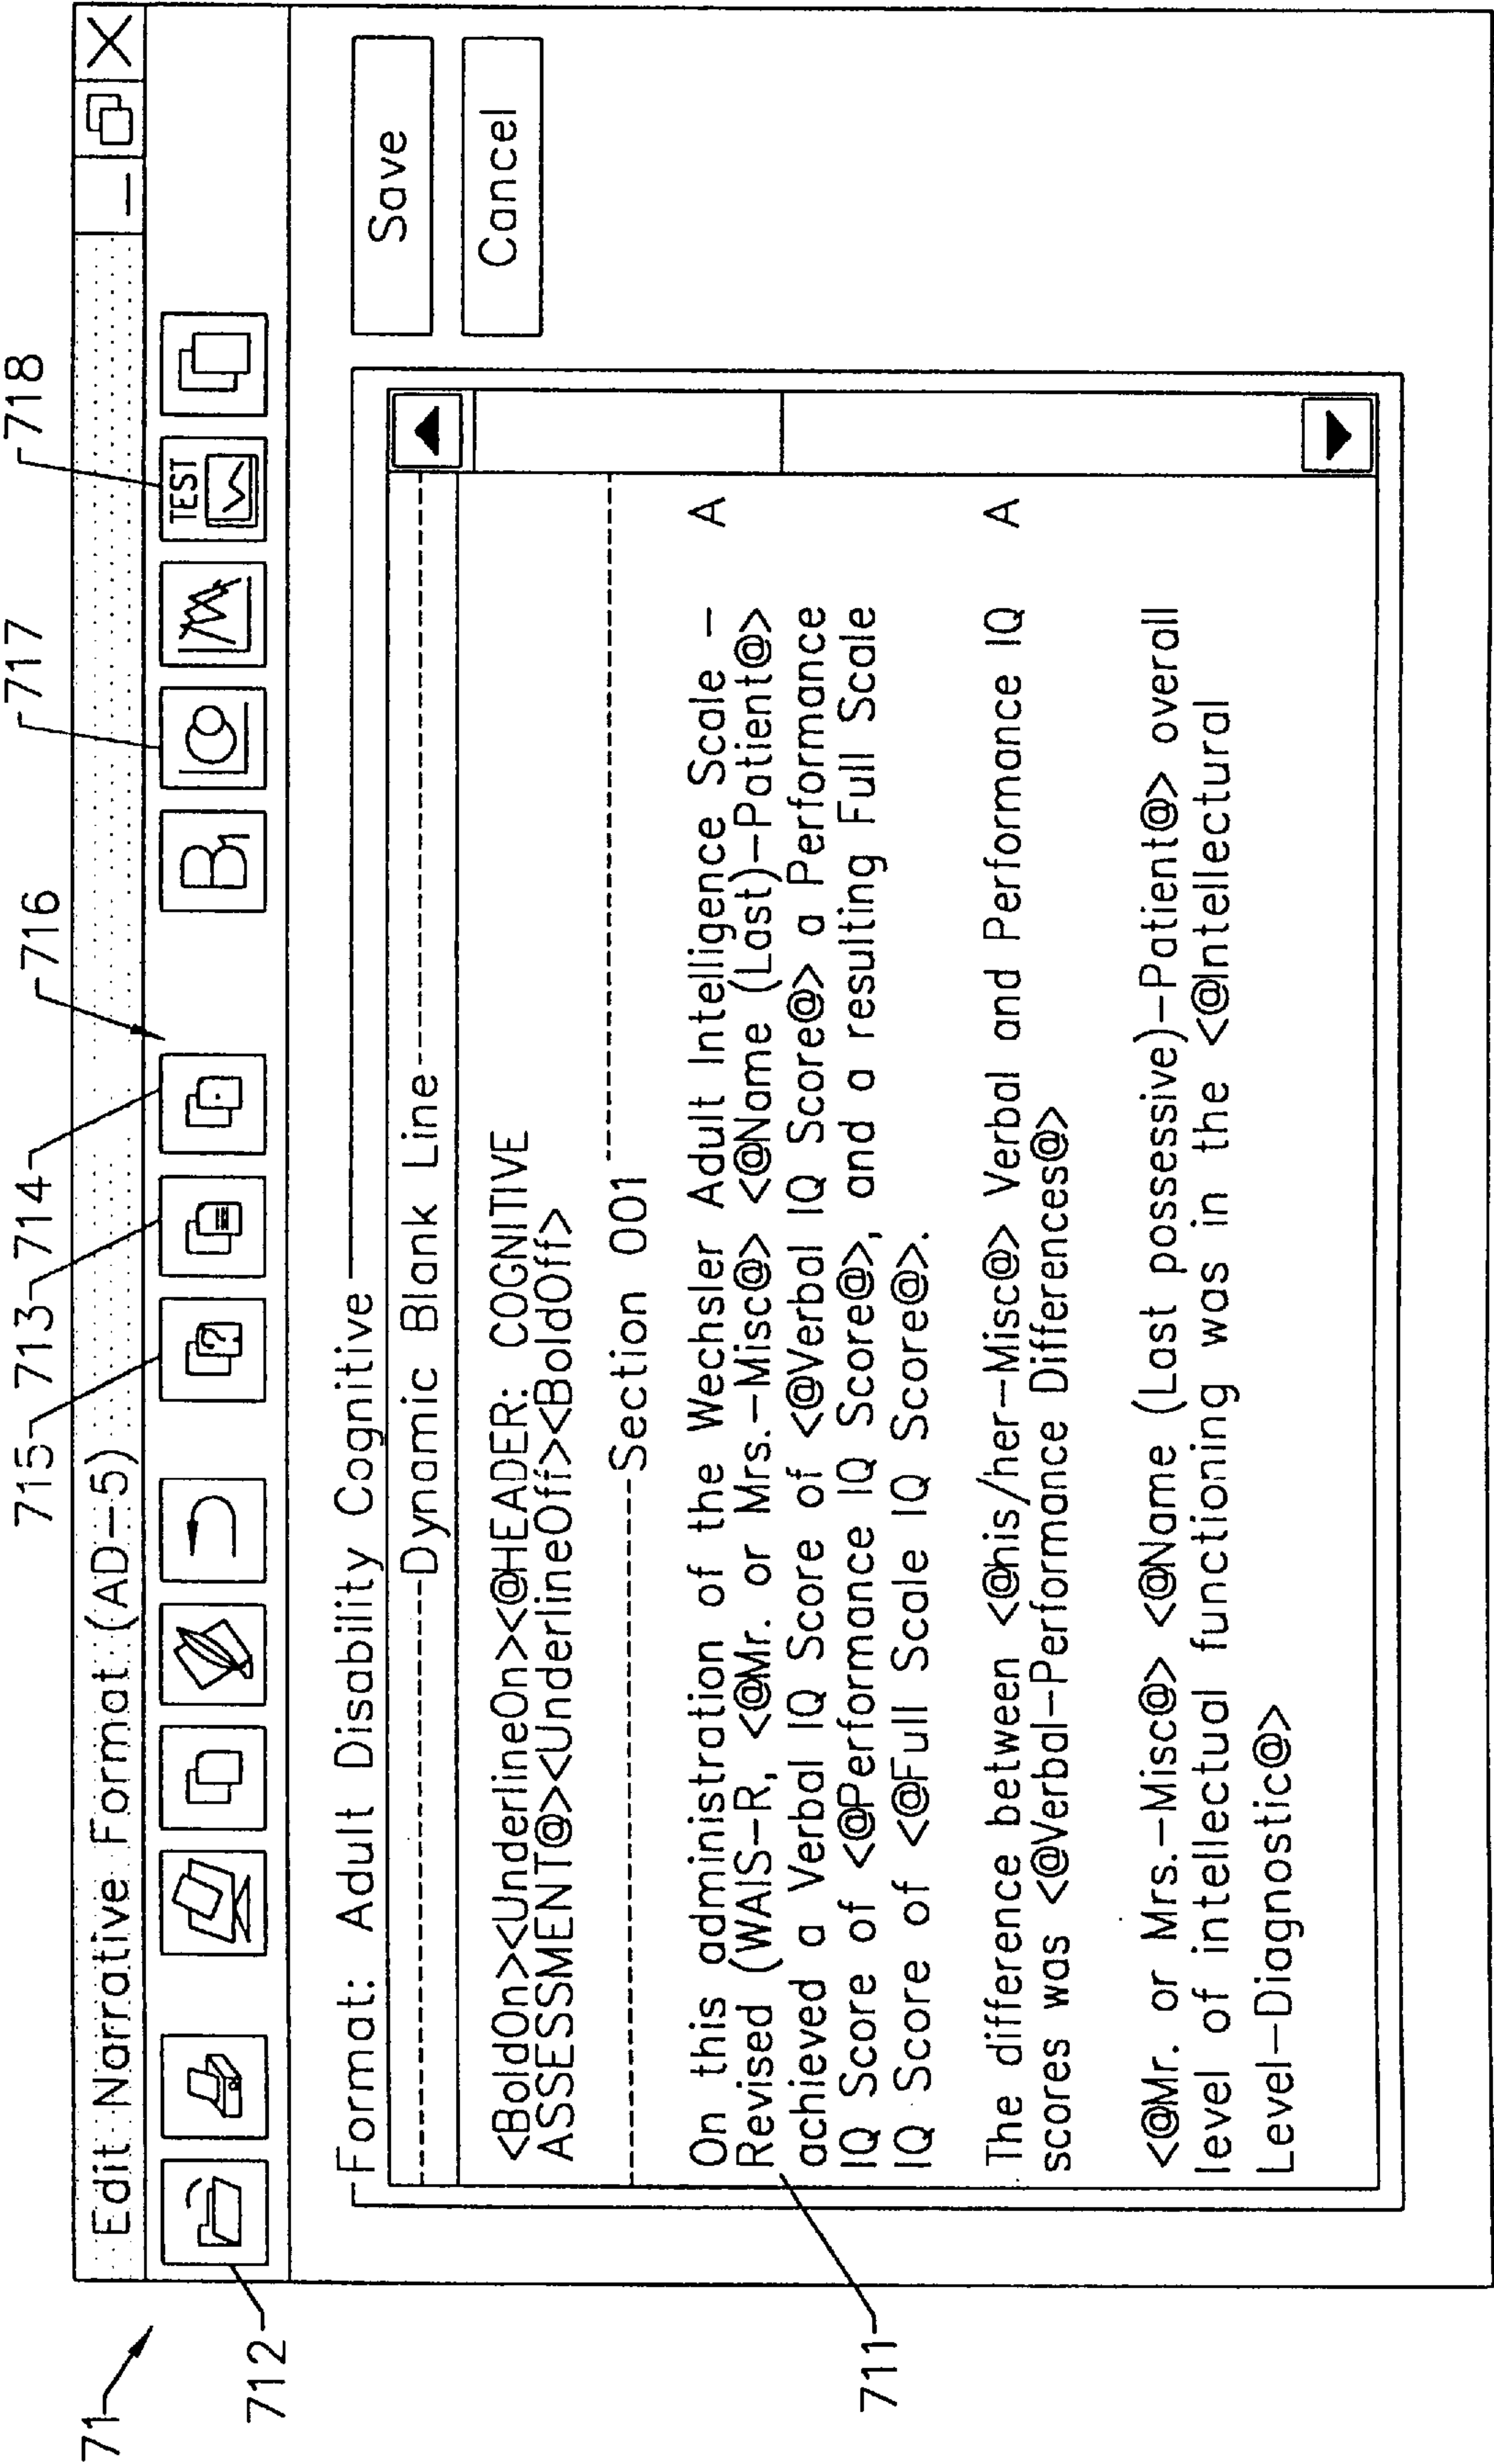 71
715 713 714 716 717 718
Edit Narrative Format (AD-5)
712
TEST
Save
Cancel
Format: Adult Disability Cognitive
Dynamic Blank Line
<BoldOn><UnderlineOn><@HEADER: COGNITIVE
ASSESSMENT@><UnderlineOff><BoldOff>
Section 001
On this administration of the Wechsler Adult Intelligence Scale – A
Revised (WAIS–R, <@Mr. or Mrs.–Misc@> <@Name (Last)–Patient@>
achieved a Verbal IQ Score of <@Verbal IQ Score@> a Performance
IQ Score of <@Performance IQ Score@>, and a resulting Full Scale
IQ Score of <@Full Scale IQ Score@>.
The difference between <@his/her–Misc@> Verbal and Performance IQ A
scores was <@Verbal–Performance Differences@>
<@Mr. or Mrs.–Misc@> <@Name (Last possessive)–Patient@> overall
level of intellectual functioning was in the <@Intellectural
Level–Diagnostic@>
711